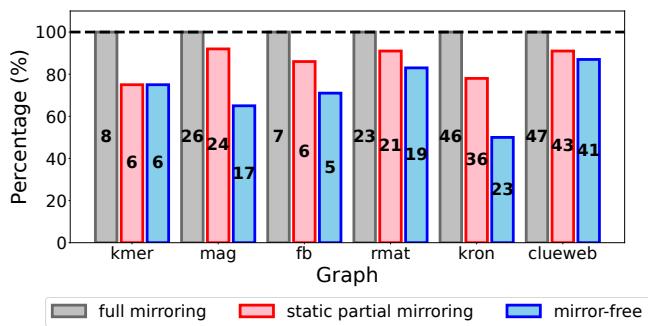 Percentage (%)
100
80
60
40
20
0
8 6 6
26 24 17
7 6 5
23 21 19
46 36 23
47 43 41
kmer mag fb rmat kron clueweb
Graph
full mirroring static partial mirroring mirror-free